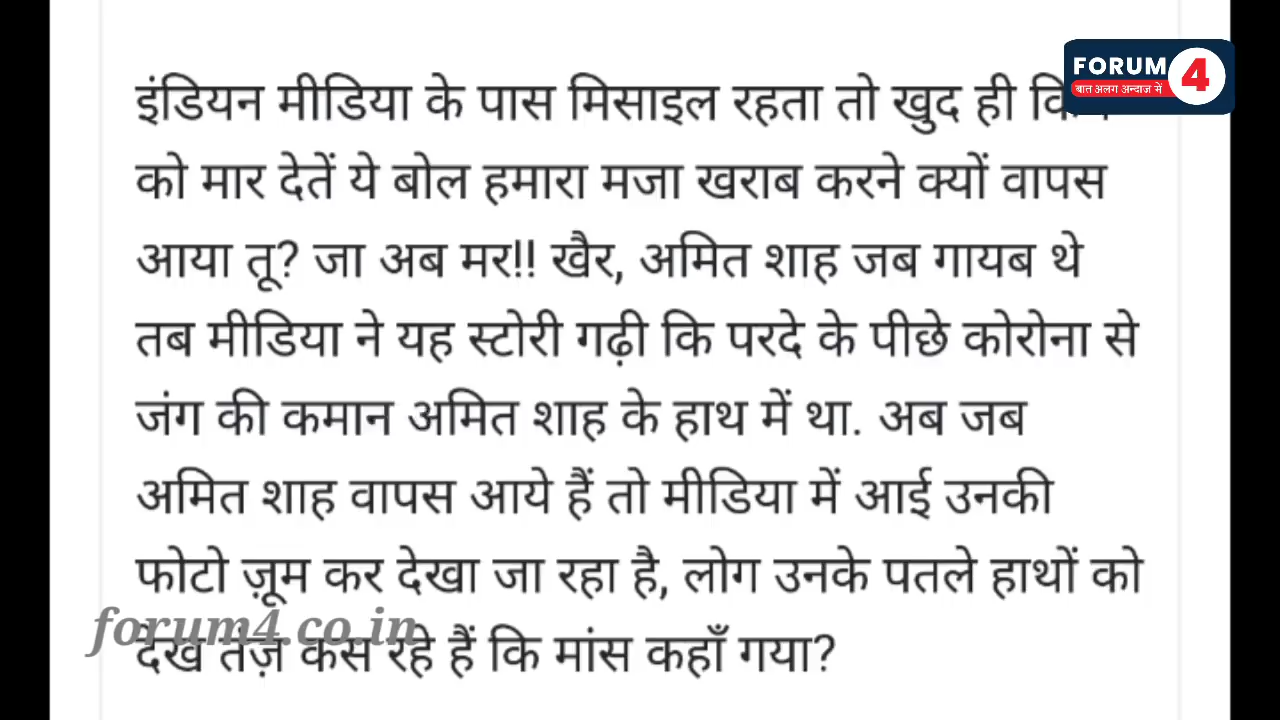 FORUM 4
बात अलग अन्दाज में
इंडियन मीडिया के पास मिसाइल रहता तो खुद ही
को मार देतें ये बोल हमारा मजा खराब करने क्यों वापस
आया तू? जा अब मर!! खैर, अमित शाह जब गायब थे
तब मीडिया ने यह स्टोरी गढ़ी कि परदे के पीछे कोरोना से
जंग की कमान अमित शाह के हाथ में था. अब जब
अमित शाह वापस आये हैं तो मीडिया में आई उनकी
फोटो ज़ूम कर देखा जा रहा है, लोग उनके पतले हाथों को
forum4.co.in
देख तंज़ कस रहे हैं कि मांस कहाँ गया?